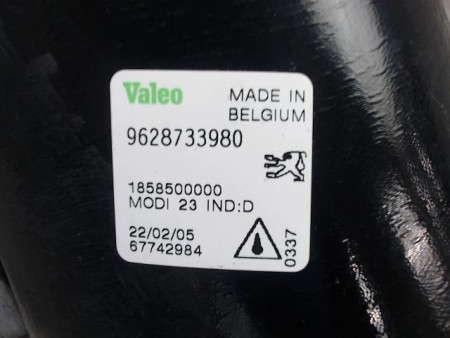 Valeo
MADE IN
BELGIUM
9628733980
1858500000
MODI 23 IND:D
22/02/05
67742984
0337